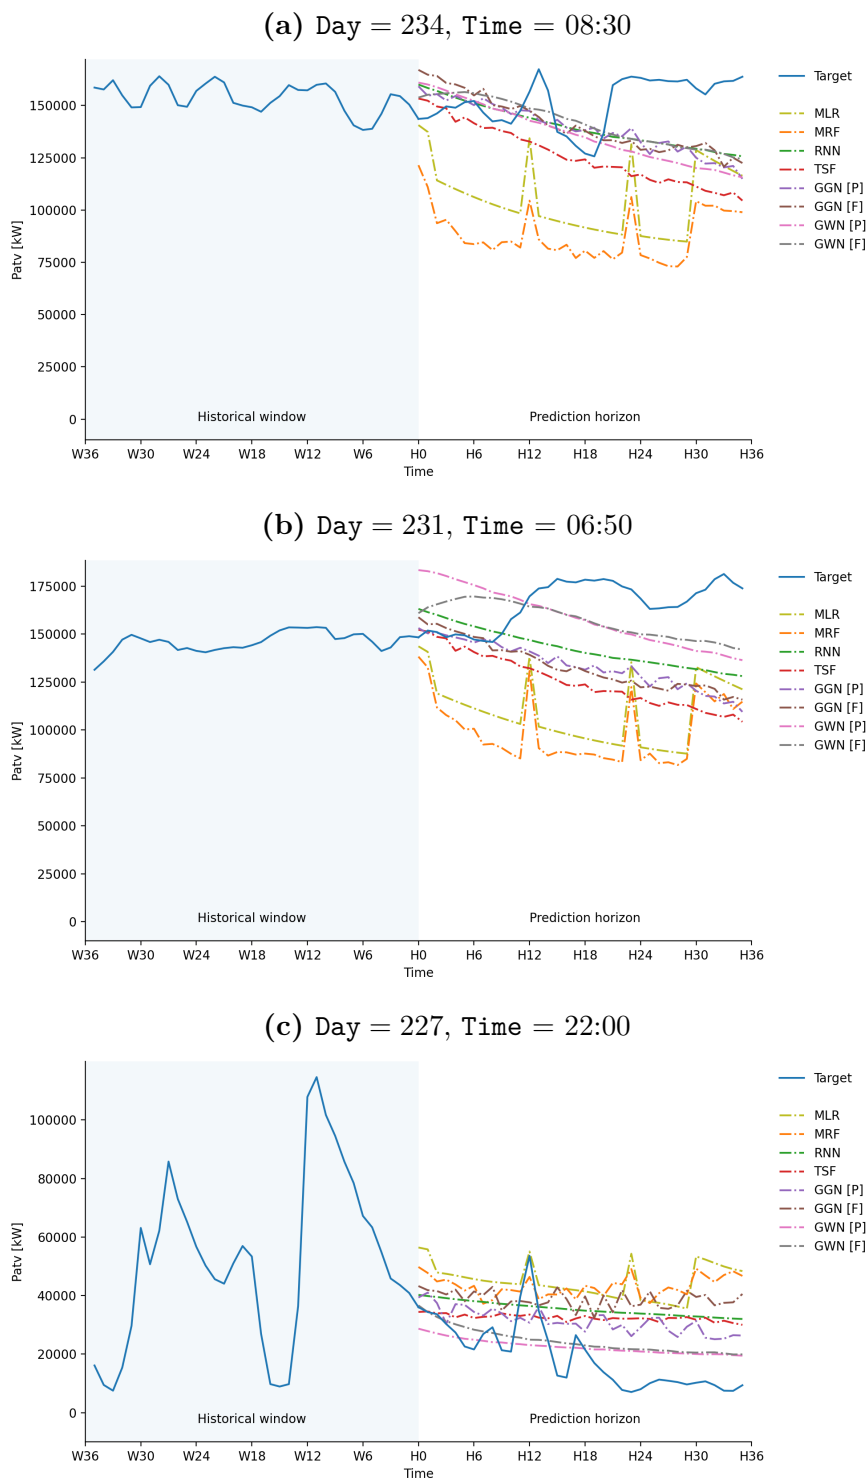 (a) Day = 234, Time = 08:30
150000
125000
100000
75000
50000
25000
0
Patv [kW]
Historical window
Prediction horizon
W36 W30 W24 W18 W12 W6 H0 H6 H12 H18 H24 H30 H36
Time
Target
MLR
MRF
RNN
TSF
GGN [P]
GGN [F]
GWN [P]
GWN [F]
(b) Day = 231, Time = 06:50
175000
150000
125000
100000
75000
50000
25000
0
Patv [kW]
Historical window
Prediction horizon
W36 W30 W24 W18 W12 W6 H0 H6 H12 H18 H24 H30 H36
Time
Target
MLR
MRF
RNN
TSF
GGN [P]
GGN [F]
GWN [P]
GWN [F]
(c) Day = 227, Time = 22:00
100000
80000
60000
40000
20000
0
Patv [kW]
Historical window
Prediction horizon
W36 W30 W24 W18 W12 W6 H0 H6 H12 H18 H24 H30 H36
Time
Target
MLR
MRF
RNN
TSF
GGN [P]
GGN [F]
GWN [P]
GWN [F]